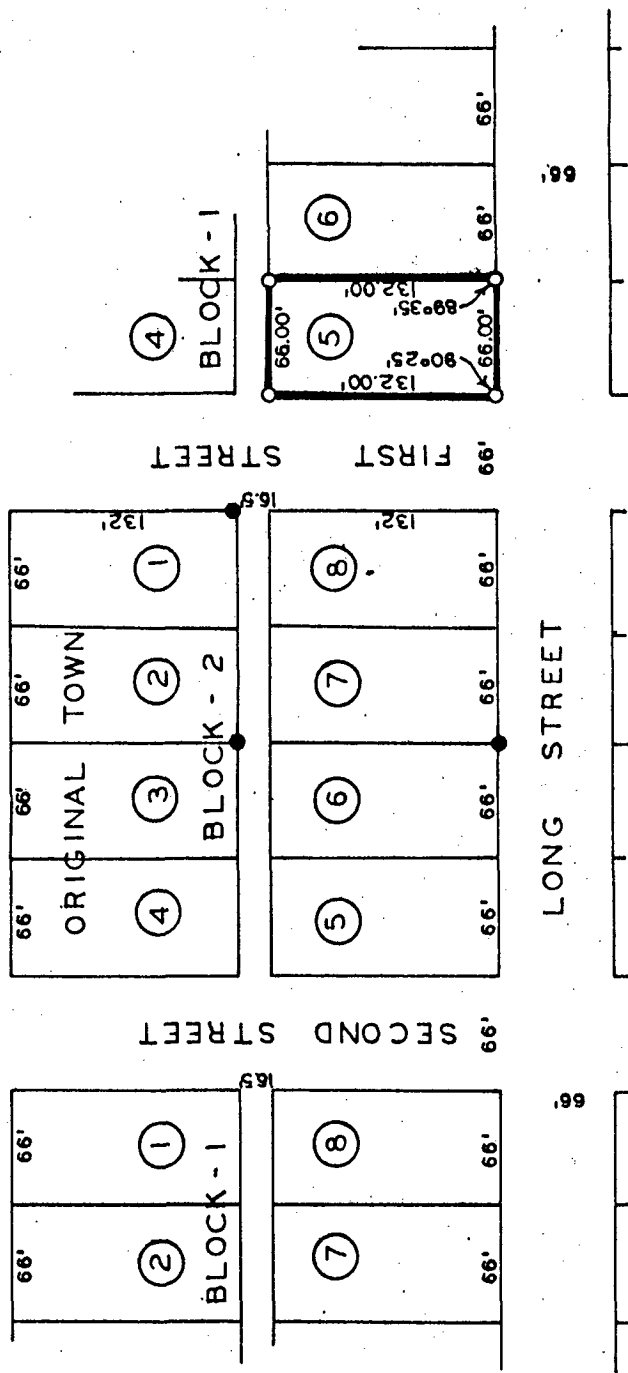 66' 66' 66' 66' 66' 66'
ORIGINAL TOWN
132'
2 1 4 3 2 1 4
BLOCK - 1 BLOCK - 2 BLOCK - 1
SECOND STREET
FIRST STREET
16.5' 16.5'
66.00'
7 8 5 6 7 8 5 6
132' 132.00' 132.00'
90°25' 89°35'
66' 66' 66' 66' 66' 66' 66' 66' 66.00' 66' 66'
LONG STREET
66' 66'